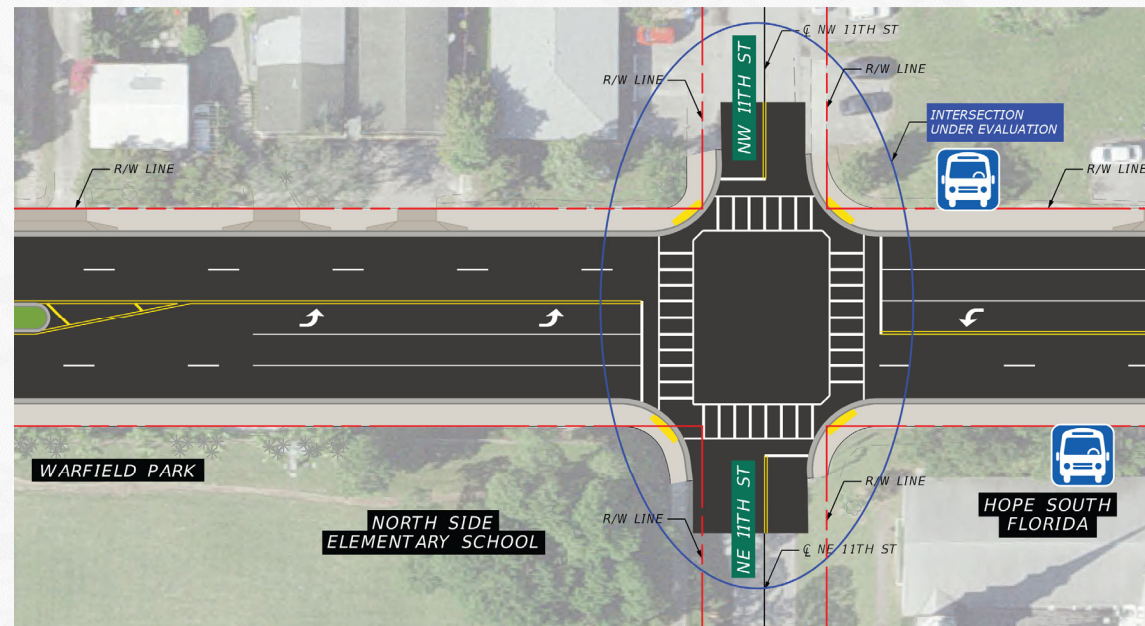 ℄ NW 11TH ST
NW 11TH ST
R/W LINE
R/W LINE
INTERSECTION
UNDER EVALUATION
R/W LINE
R/W LINE
WARFIELD PARK
NORTH SIDE
ELEMENTARY SCHOOL
R/W LINE
NE 11TH ST
R/W LINE
℄ NE 11TH ST
HOPE SOUTH
FLORIDA